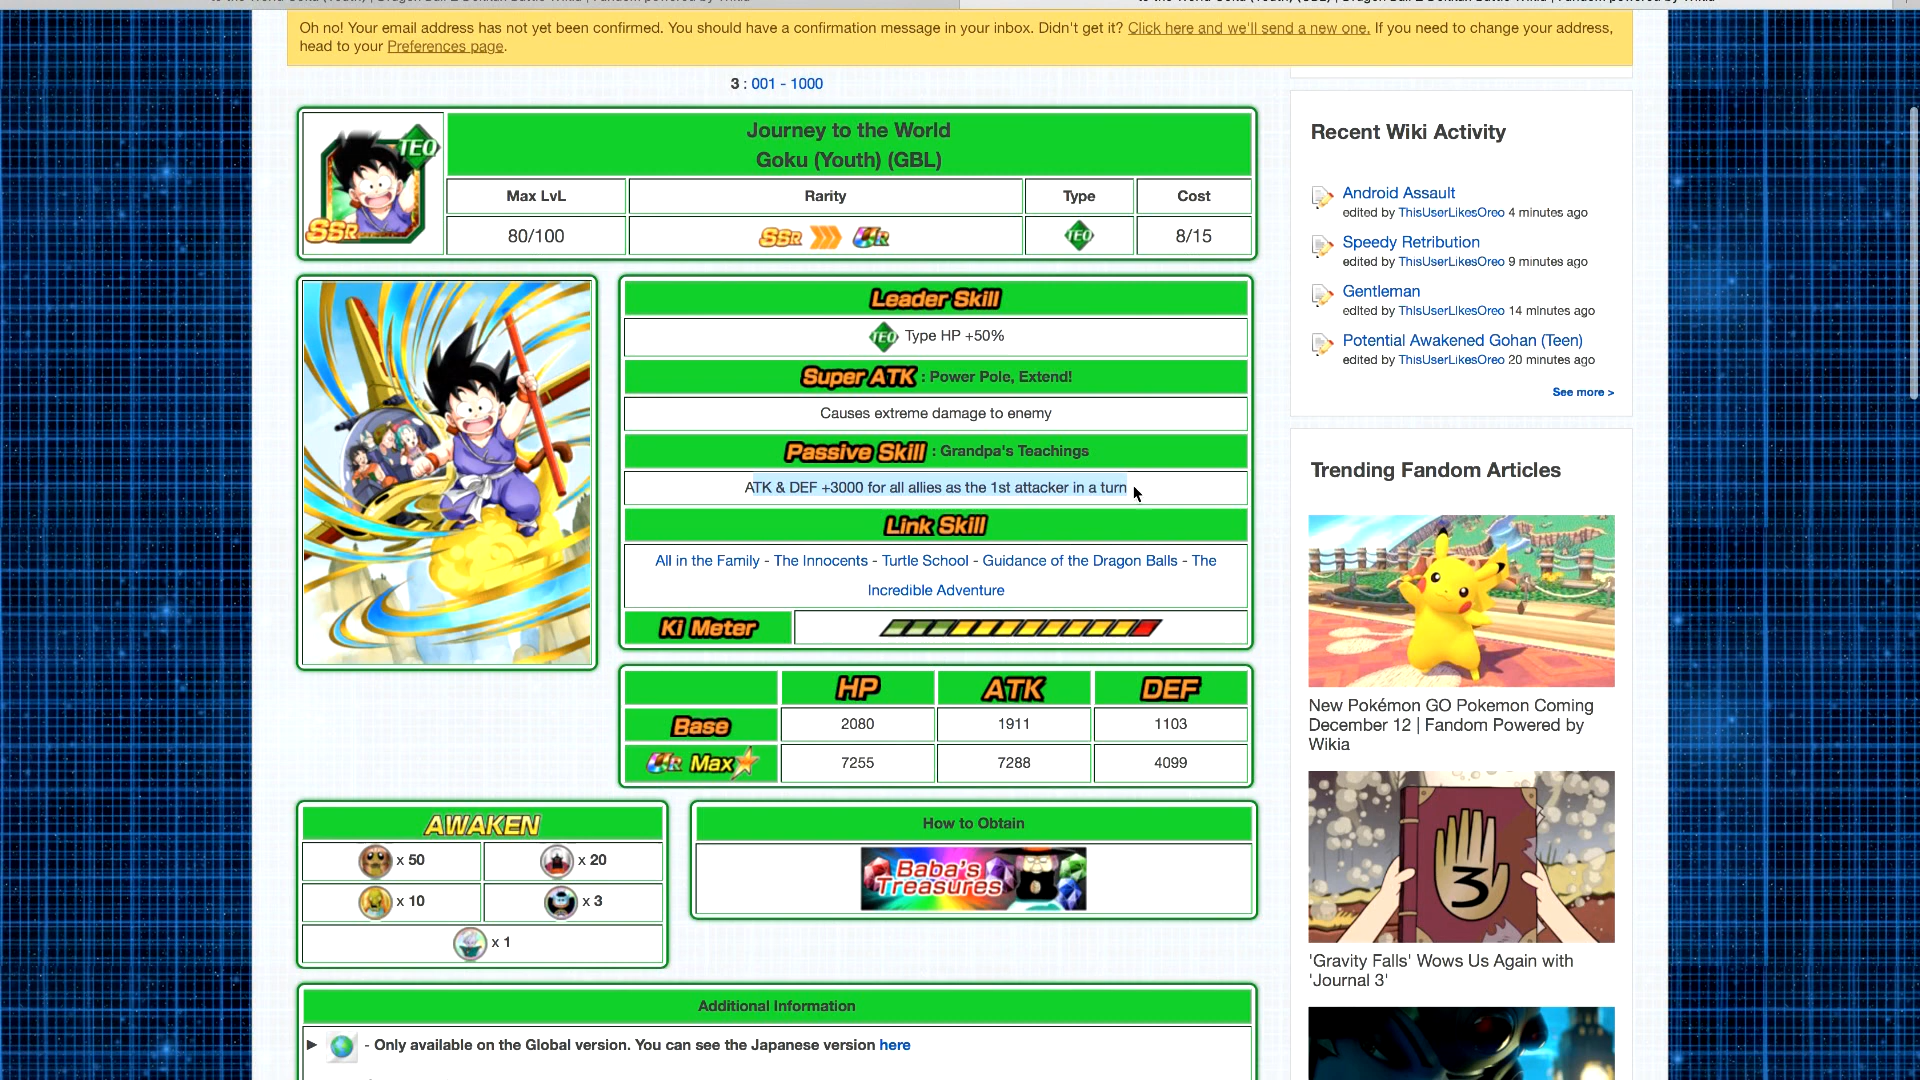 Oh no! Your email address has not yet been confirmed. You should have a confirmation message in your inbox. Didn't get it? Click here and we'll send a new one. If you need to change your address,
head to your Preferences page.
3 : 001 - 1000
TEQ
SSR
Journey to the World
Goku (Youth) (GBL)
Max LvL
Rarity
Type
Cost
80/100
SSR
UR
TEQ
8/15
Leader Skill
TEQ Type HP +50%
Super ATK : Power Pole, Extend!
Causes extreme damage to enemy
Passive Skill : Grandpa's Teachings
ATK & DEF +3000 for all allies as the 1st attacker in a turn
Link Skill
All in the Family - The Innocents - Turtle School - Guidance of the Dragon Balls - The
Incredible Adventure
Ki Meter
HP
ATK
DEF
Base
2080
1911
1103
UR Max
7255
7288
4099
AWAKEN
x 50
x 20
x 10
x 3
x 1
How to Obtain
Baba's
Treasures
Additional Information
- Only available on the Global version. You can see the Japanese version here
Recent Wiki Activity
Android Assault
edited by ThisUserLikesOreo 4 minutes ago
Speedy Retribution
edited by ThisUserLikesOreo 9 minutes ago
Gentleman
edited by ThisUserLikesOreo 14 minutes ago
Potential Awakened Gohan (Teen)
edited by ThisUserLikesOreo 20 minutes ago
See more >
Trending Fandom Articles
New Pokémon GO Pokemon Coming
December 12 | Fandom Powered by
Wikia
3
'Gravity Falls' Wows Us Again with
'Journal 3'